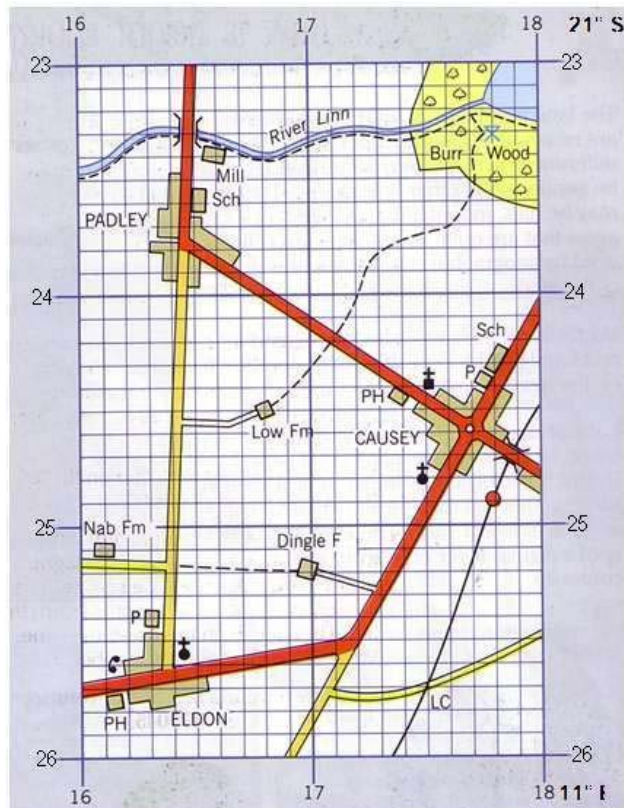 16 17 18 21" S
23 23
River Linn
Burr Wood
Mill
Sch
PADLEY
24 24
Sch
P
PH
Low Fm CAUSEY
25 25
Nab Fm Dingle F
P
PH ELDON LC
26 26
16 17 18 11" E